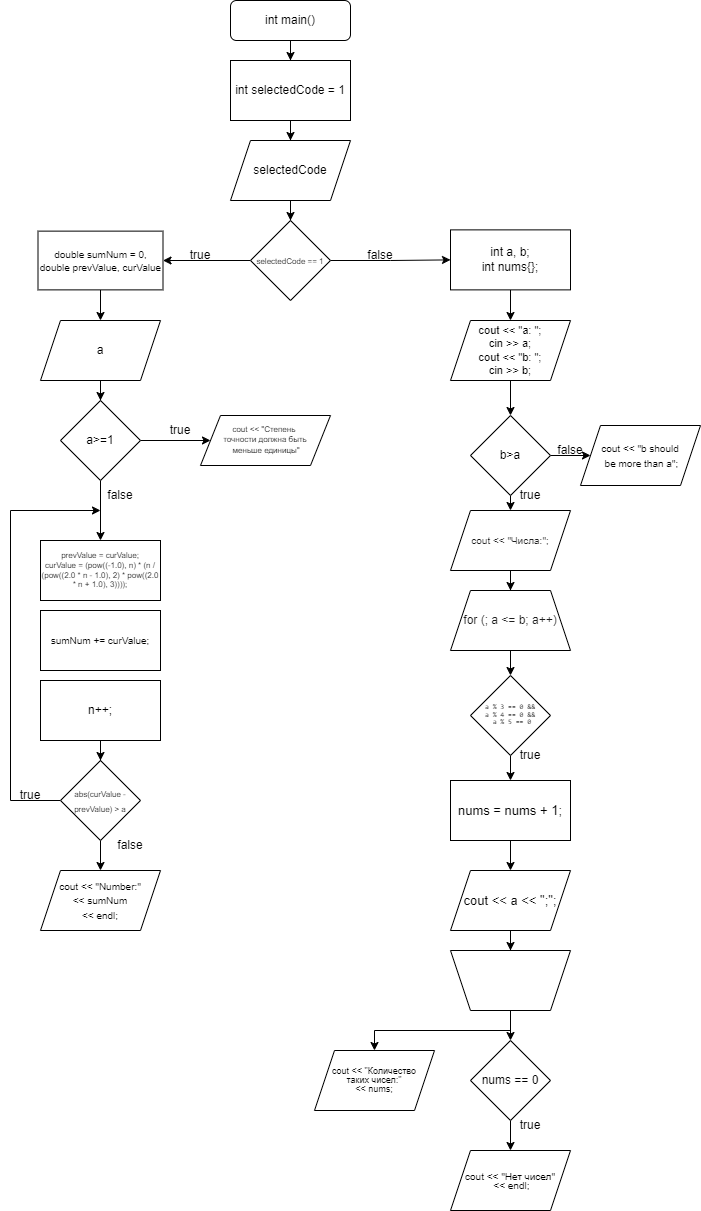 int main()
int selectedCode = 1
selectedCode
selectedCode == 1
true
false
double sumNum = 0,
double prevValue, curValue
a
a>=1
true
cout << "Степень
точности должна быть
меньше единицы"
false
prevValue = curValue;
curValue = (pow((-1.0), n) * (n /
(pow((2.0 * n - 1.0), 2) * pow((2.0
* n + 1.0), 3))));
sumNum += curValue;
n++;
abs(curValue -
prevValue) > a
true
false
cout << "Number:"
<< sumNum
<< endl;
int a, b;
int nums{};
cout << "a: ";
cin >> a;
cout << "b: ";
cin >> b;
b>a
false
cout << "b should
be more than a";
true
cout << "Числа:";
for (; a <= b; a++)
a % 3 == 0 &&
a % 4 == 0 &&
a % 5 == 0
true
nums = nums + 1;
cout << a << ";";
cout << "Количество
таких чисел:"
<< nums;
nums == 0
true
cout << "Нет чисел"
<< endl;